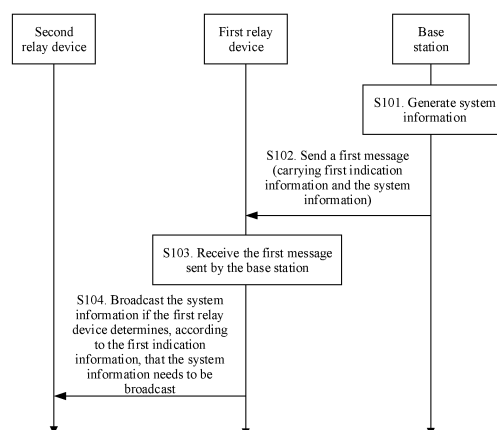 Second
relay device
First relay
device
Base
station
S101. Generate system
information
S102. Send a first message
(carrying first indication
information and the system
information)
S103. Receive the first message
sent by the base station
S104. Broadcast the system
information if the first relay
device determines, according
to the first indication
information, that the system
information needs to be
broadcast